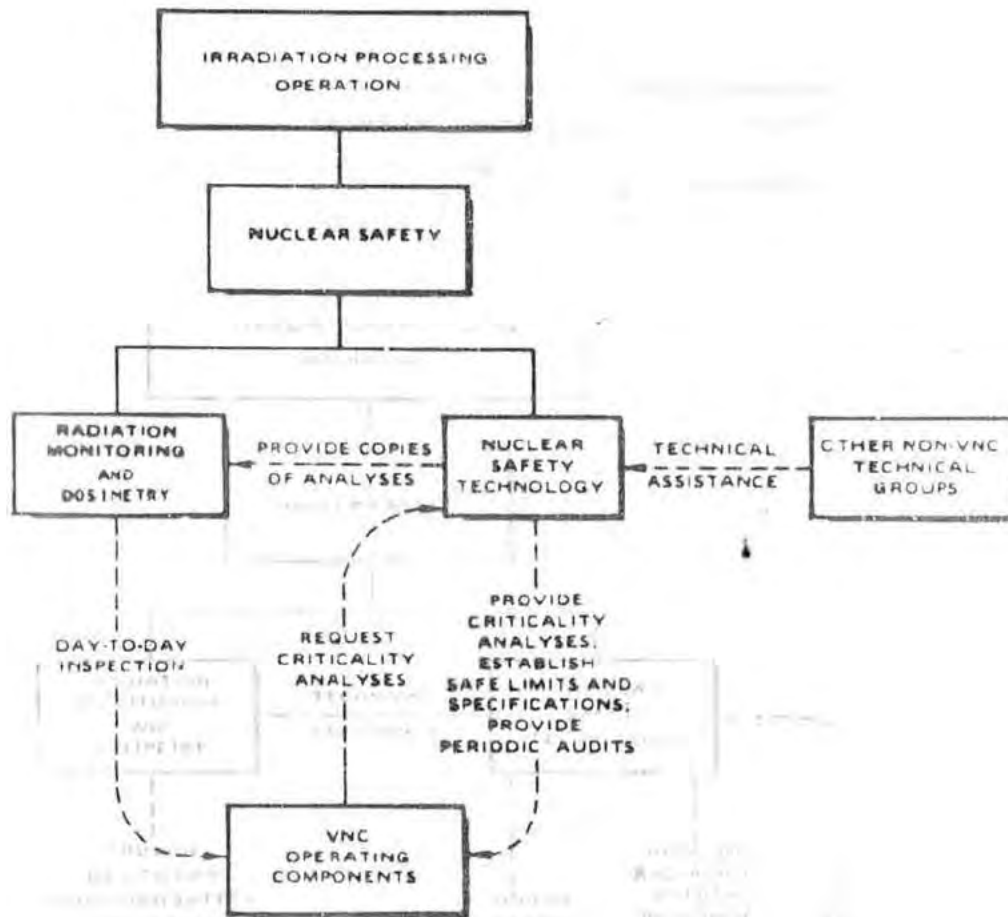 IRRADIATION PROCESSING
OPERATION
NUCLEAR SAFETY
RADIATION
MONITORING
AND
DOSIMETRY
PROVIDE COPIES
OF ANALYSES
NUCLEAR
SAFETY
TECHNOLOGY
TECHNICAL
ASSISTANCE
OTHER NON-VNC
TECHNICAL
GROUPS
DAY-TO-DAY
INSPECTION
REQUEST
CRITICALITY
ANALYSES
PROVIDE
CRITICALITY
ANALYSES;
ESTABLISH
SAFE LIMITS AND
SPECIFICATIONS;
PROVIDE
PERIODIC AUDITS
VNC
OPERATING
COMPONENTS